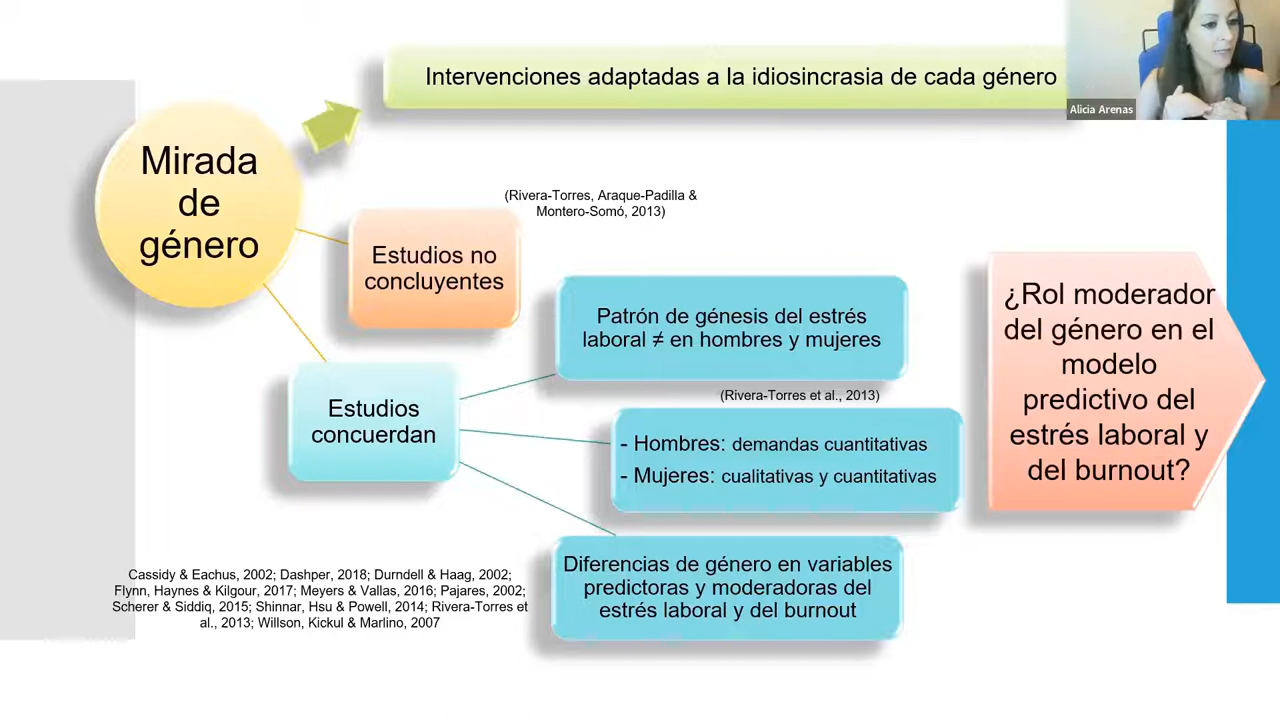 Intervenciones adaptadas a la idiosincrasia de cada género
Alicia Arenas
Mirada
de
género
(Rivera-Torres, Araque-Padilla &
Montero-Somó, 2013)
Estudios no
concluyentes
Patrón de génesis del estrés
laboral ≠ en hombres y mujeres
(Rivera-Torres et al., 2013)
Estudios
concuerdan
- Hombres: demandas cuantitativas
- Mujeres: cualitativas y cuantitativas
Diferencias de género en variables
predictoras y moderadoras del
estrés laboral y del burnout
¿Rol moderador
del género en el
modelo
predictivo del
estrés laboral y
del burnout?
Cassidy & Eachus, 2002; Dashper, 2018; Durndell & Haag, 2002;
Flynn, Haynes & Kilgour, 2017; Meyers & Vallas, 2016; Pajares, 2002;
Scherer & Siddiq, 2015; Shinnar, Hsu & Powell, 2014; Rivera-Torres et
al., 2013; Willson, Kickul & Marlino, 2007